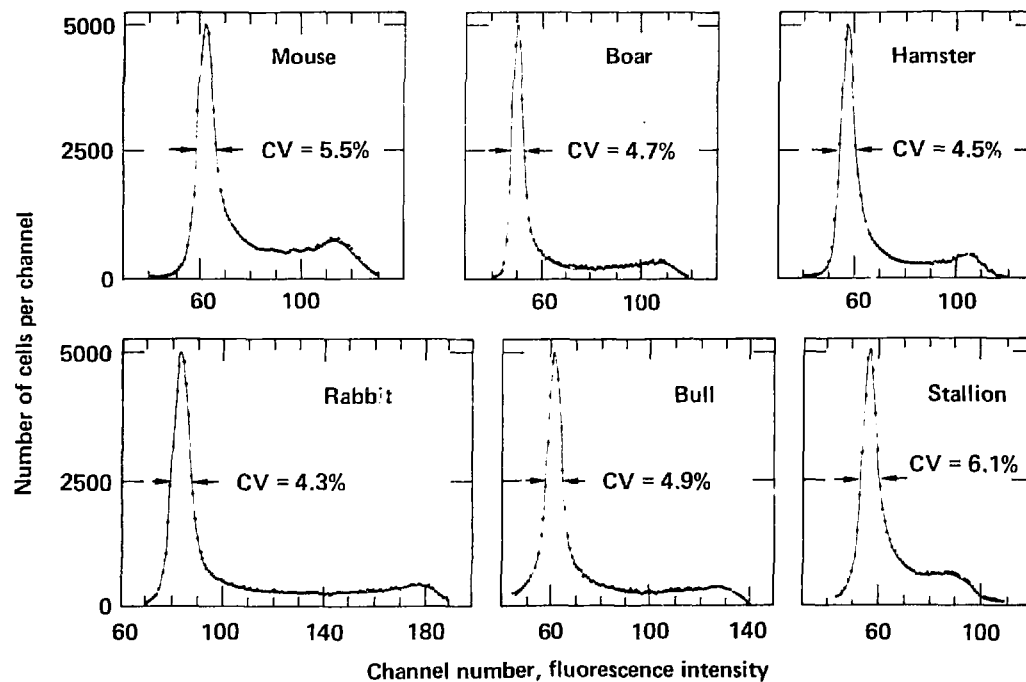 Number of cells per channel
5000
2500
0
Mouse
CV = 5.5%
60 100
Boar
CV = 4.7%
60 100
Hamster
CV = 4.5%
60 100
5000
2500
0
Rabbit
CV = 4.3%
60 100 140 180
Bull
CV = 4.9%
60 100 140
Stallion
CV = 6.1%
60 100
Channel number, fluorescence intensity